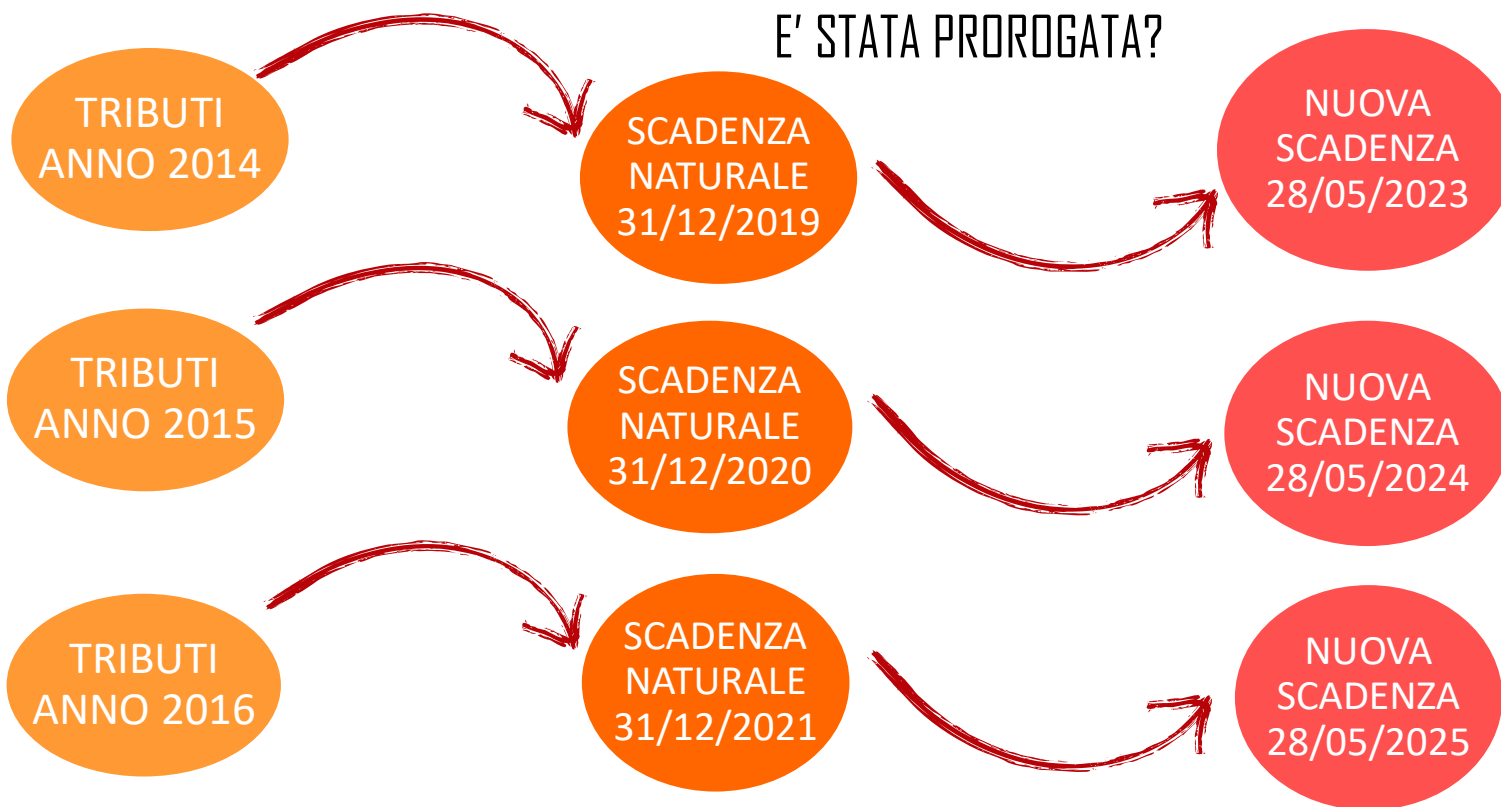 E' STATA PROROGATA?
TRIBUTI
ANNO 2014
SCADENZA
NATURALE
31/12/2019
NUOVA
SCADENZA
28/05/2023
TRIBUTI
ANNO 2015
SCADENZA
NATURALE
31/12/2020
NUOVA
SCADENZA
28/05/2024
TRIBUTI
ANNO 2016
SCADENZA
NATURALE
31/12/2021
NUOVA
SCADENZA
28/05/2025